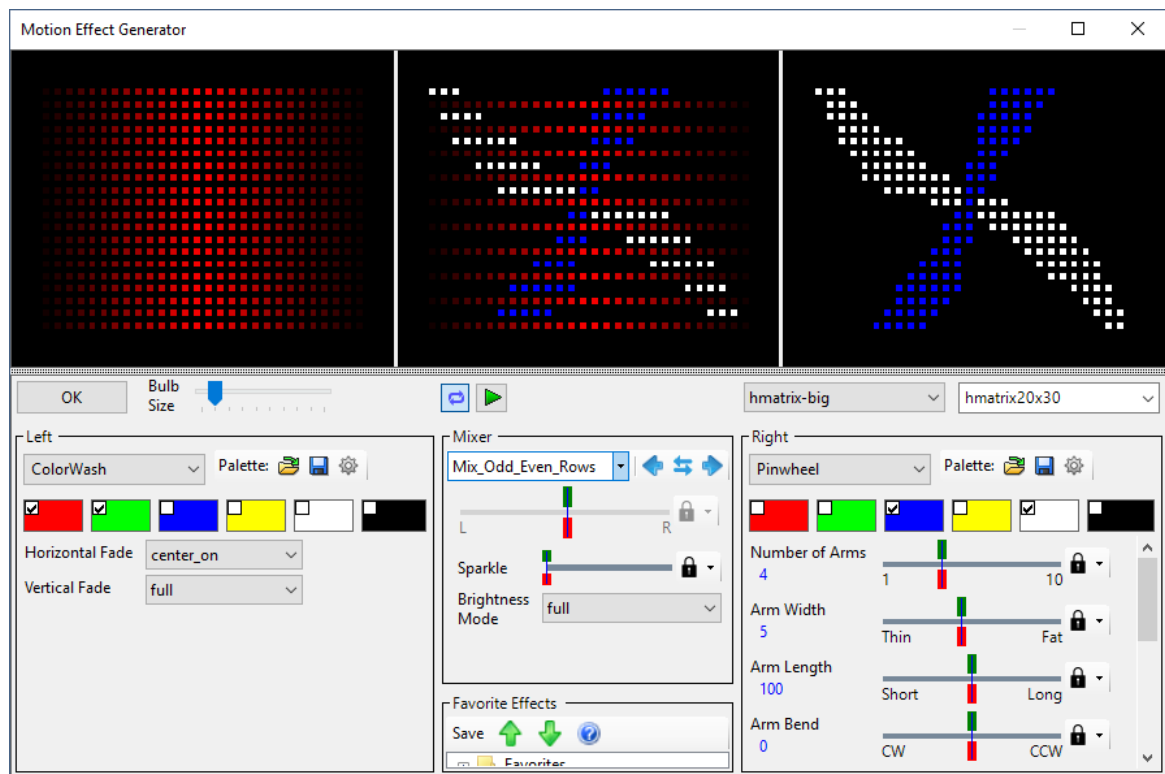 Motion Effect Generator
OK
Bulb
Size
hmatrix-big
hmatrix20x30
Left
ColorWash
Palette:
Horizontal Fade
center_on
Vertical Fade
full
Mixer
Mix_Odd_Even_Rows
L
R
Sparkle
Brightness
Mode
full
Favorite Effects
Save
Favorites
Right
Pinwheel
Palette:
Number of Arms
4
1
10
Arm Width
5
Thin
Fat
Arm Length
100
Short
Long
Arm Bend
0
CW
CCW